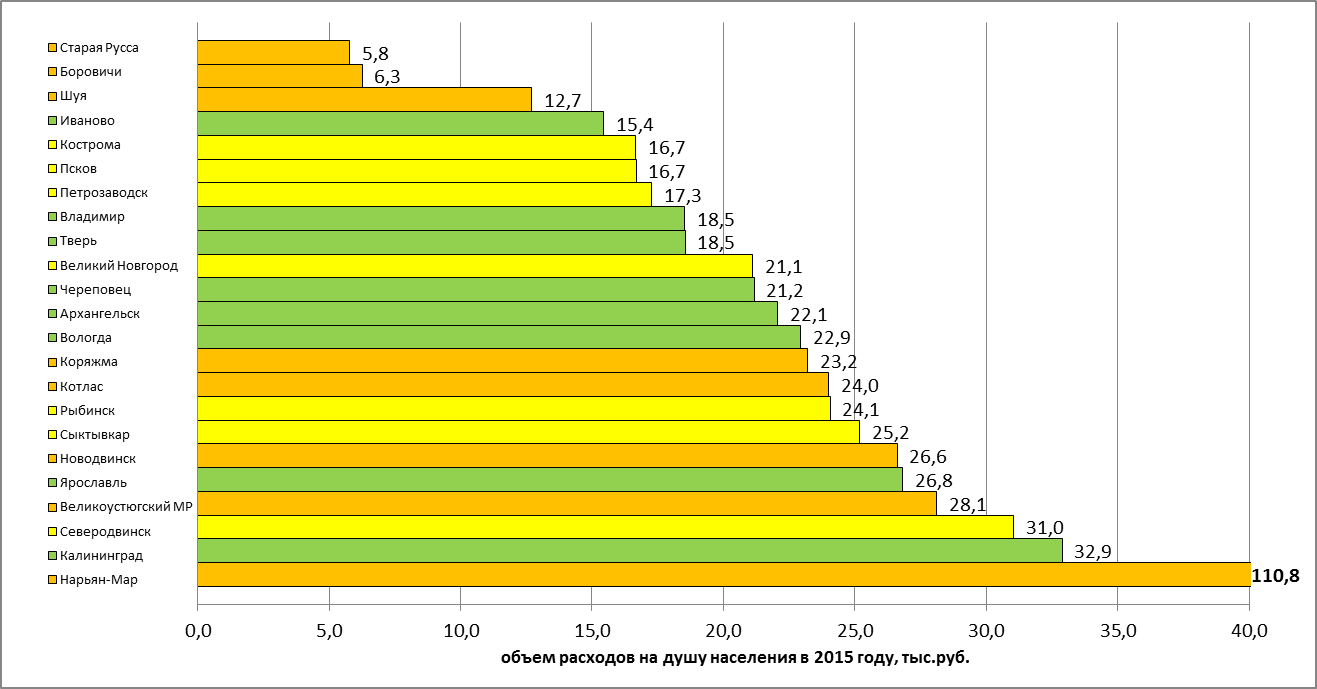 Старая Русса 5,8
Боровичи 6,3
Шуя 12,7
Иваново 15,4
Кострома 16,7
Псков 16,7
Петрозаводск 17,3
Владимир 18,5
Тверь 18,5
Великий Новгород 21,1
Череповец 21,2
Архангельск 22,1
Вологда 22,9
Коряжма 23,2
Котлас 24,0
Рыбинск 24,1
Сыктывкар 25,2
Новодвинск 26,6
Ярославль 26,8
Великоустюгский МР 28,1
Северодвинск 31,0
Калининград 32,9
Нарьян-Мар 110,8
0,0 5,0 10,0 15,0 20,0 25,0 30,0 35,0 40,0
объем расходов на душу населения в 2015 году, тыс.руб.